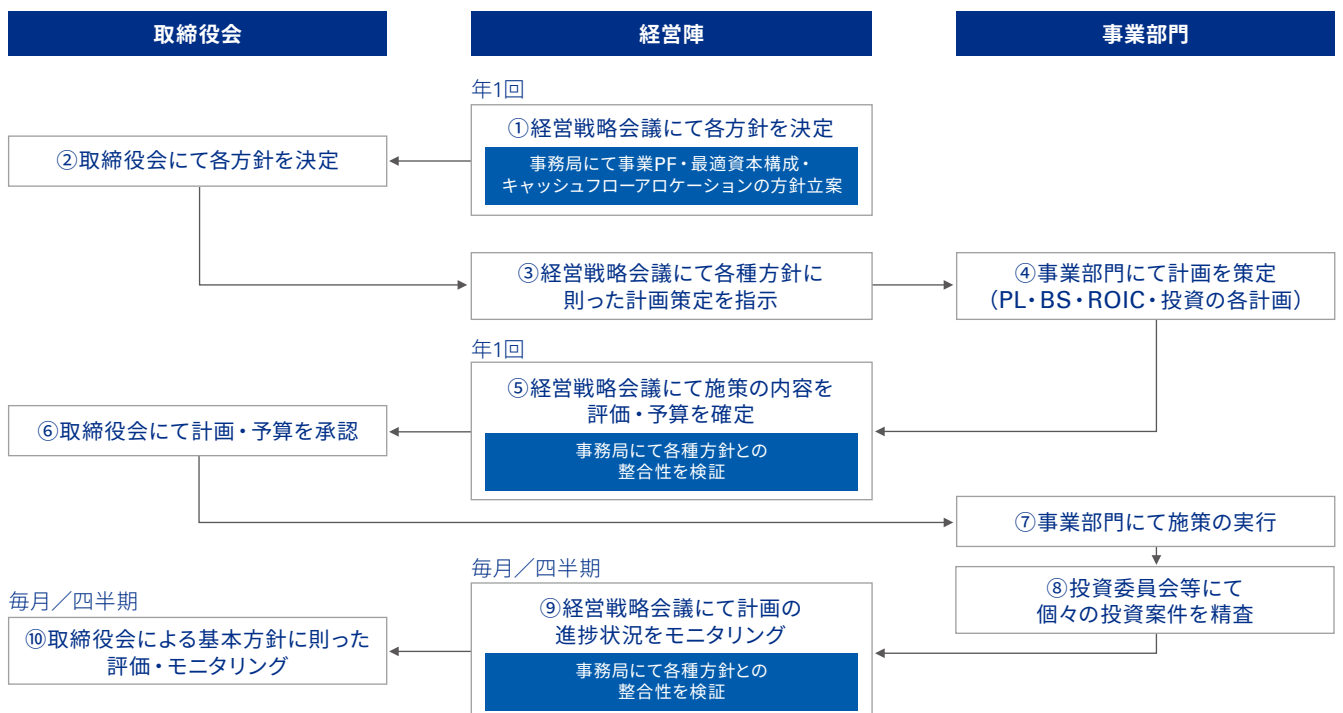 取締役会
経営陣
事業部門
年1回
①経営戦略会議にて各方針を決定
事務局にて事業PF・最適資本構成・
キャッシュフローアロケーションの方針立案
②取締役会にて各方針を決定
③経営戦略会議にて各種方針に
則った計画策定を指示
④事業部門にて計画を策定
（PL・BS・ROIC・投資の各計画）
年1回
⑤経営戦略会議にて施策の内容を
評価・予算を確定
事務局にて各種方針との
整合性を検証
⑥取締役会にて計画・予算を承認
⑦事業部門にて施策の実行
⑧投資委員会等にて
個々の投資案件を精査
毎月／四半期
⑨経営戦略会議にて計画の
進捗状況をモニタリング
事務局にて各種方針との
整合性を検証
毎月／四半期
⑩取締役会による基本方針に則った
評価・モニタリング